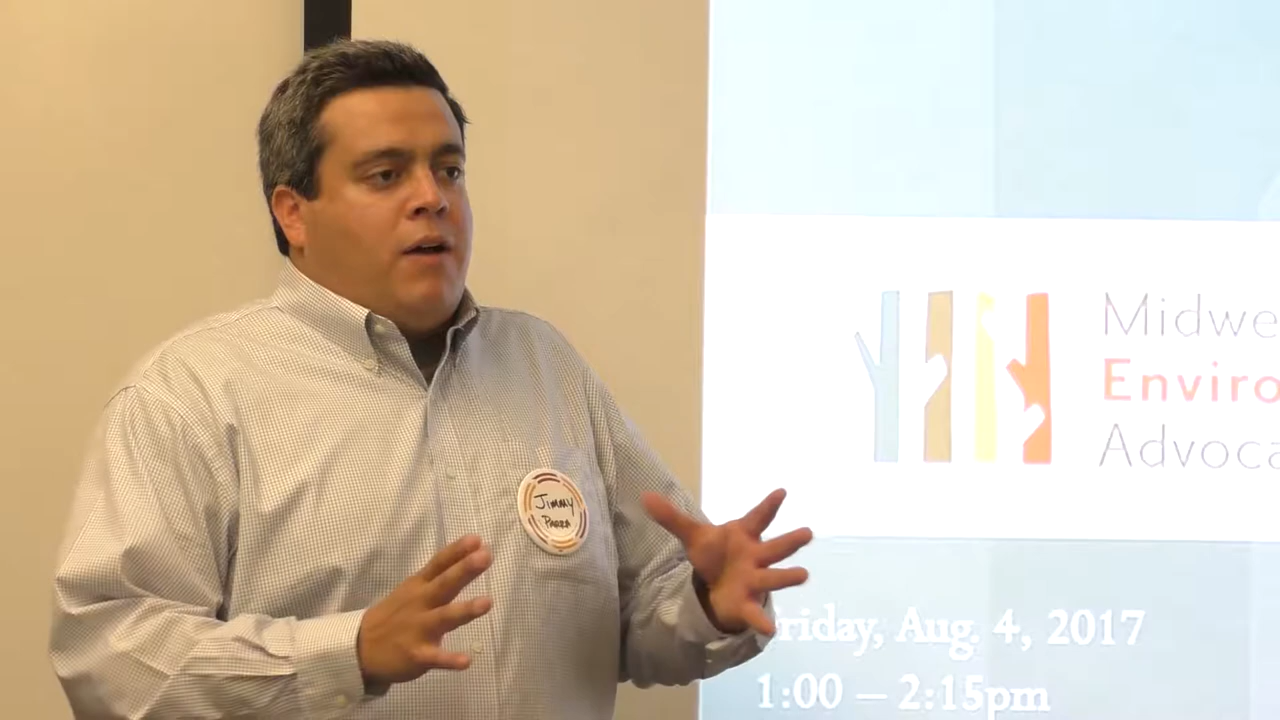 Jimmy
Parra
Midwe
Enviro
Advoca
riday, Aug. 4, 2017
1:00 – 2:15pm